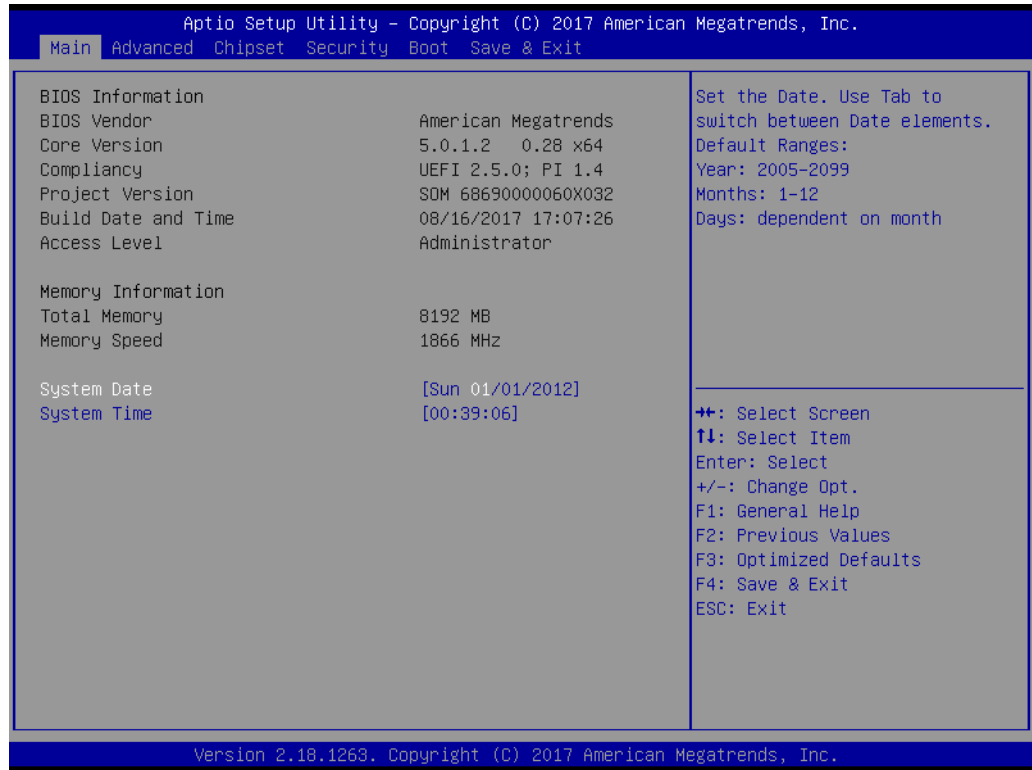 Aptio Setup Utility – Copyright (C) 2017 American Megatrends, Inc.
Main Advanced Chipset Security Boot Save & Exit
BIOS Information
BIOS Vendor American Megatrends
Core Version 5.0.1.2 0.28 x64
Compliancy UEFI 2.5.0; PI 1.4
Project Version SOM 68690000060X032
Build Date and Time 08/16/2017 17:07:26
Access Level Administrator
Memory Information
Total Memory 8192 MB
Memory Speed 1866 MHz
System Date [Sun 01/01/2012]
System Time [00:39:06]
Set the Date. Use Tab to
switch between Date elements.
Default Ranges:
Year: 2005-2099
Months: 1-12
Days: dependent on month
→←: Select Screen
↑↓: Select Item
Enter: Select
+/-: Change Opt.
F1: General Help
F2: Previous Values
F3: Optimized Defaults
F4: Save & Exit
ESC: Exit
Version 2.18.1263. Copyright (C) 2017 American Megatrends, Inc.